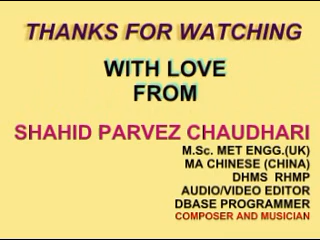 THANKS FOR WATCHING
WITH LOVE
FROM
SHAHID PARVEZ CHAUDHARI
M.Sc. MET ENGG.(UK)
MA CHINESE (CHINA)
DHMS RHMP
AUDIO/VIDEO EDITOR
DBASE PROGRAMMER
COMPOSER AND MUSICIAN